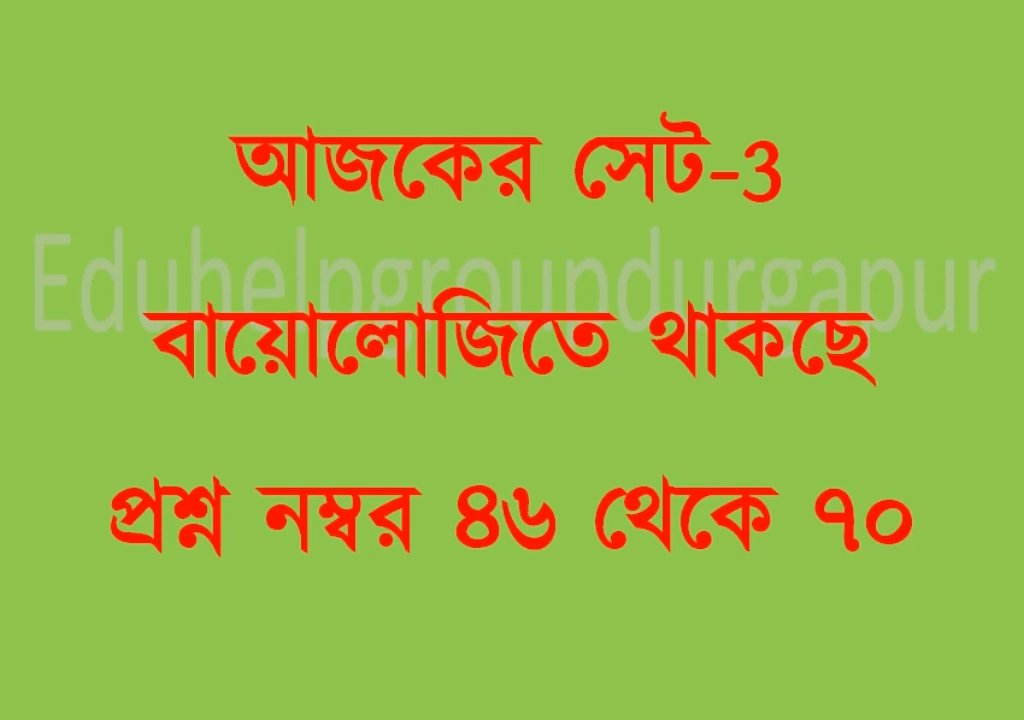 আজকের সেট-3
Eduhelpgroupdurgapur
বায়োলোজিতে থাকছে
প্রশ্ন নম্বর ৪৬ থেকে ৭০